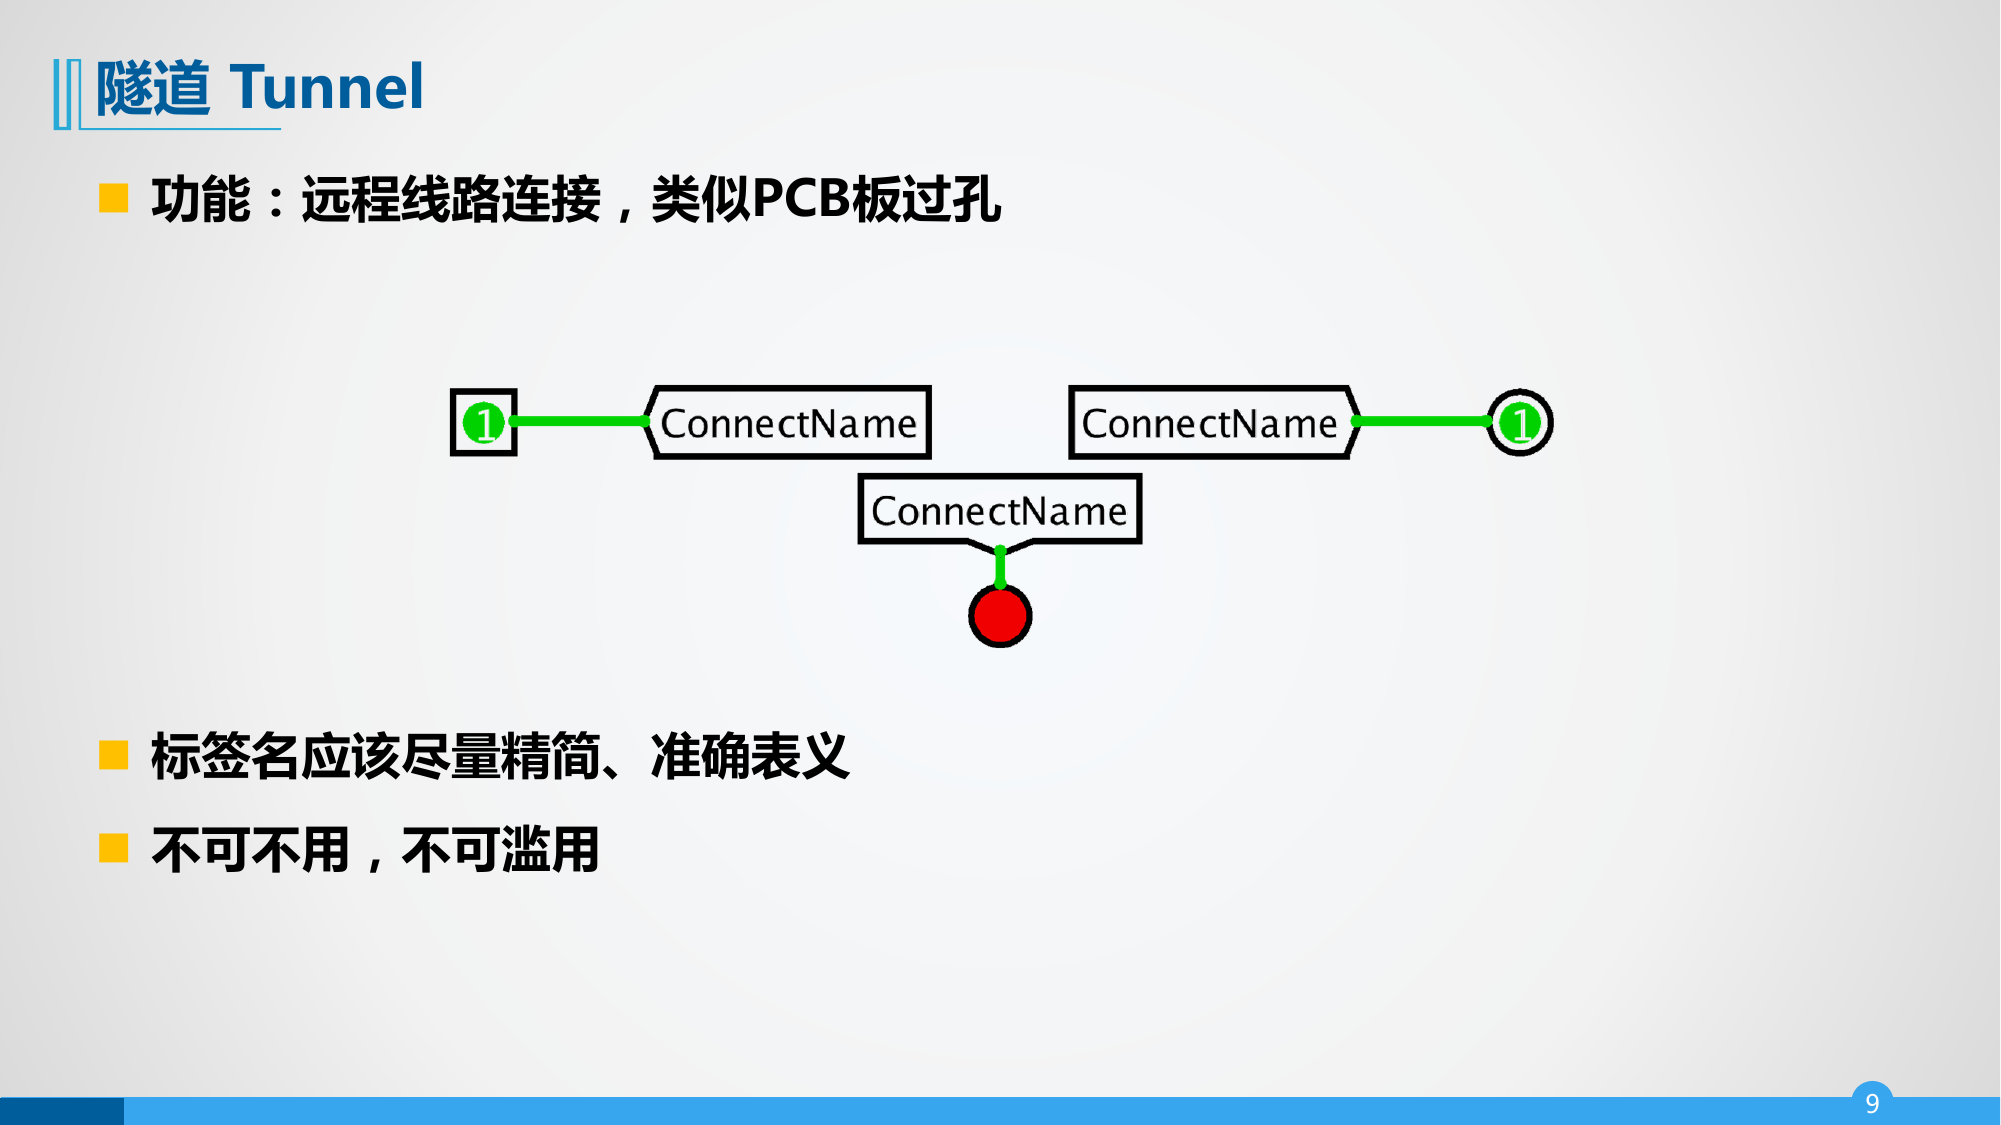 隧道 Tunnel
功能：远程线路连接，类似PCB板过孔
1 ConnectName ConnectName 1
ConnectName
标签名应该尽量精简、准确表义
不可不用，不可滥用
9